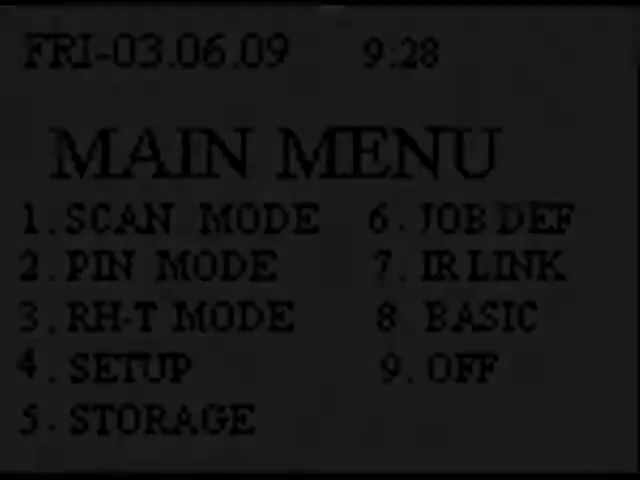 FRI-03.06.09 9:28
MAIN MENU
1. SCAN MODE 6. JOB DEF
2. PIN MODE 7. IR LINK
3. RH-T MODE 8. BASIC
4. SETUP 9. OFF
5. STORAGE